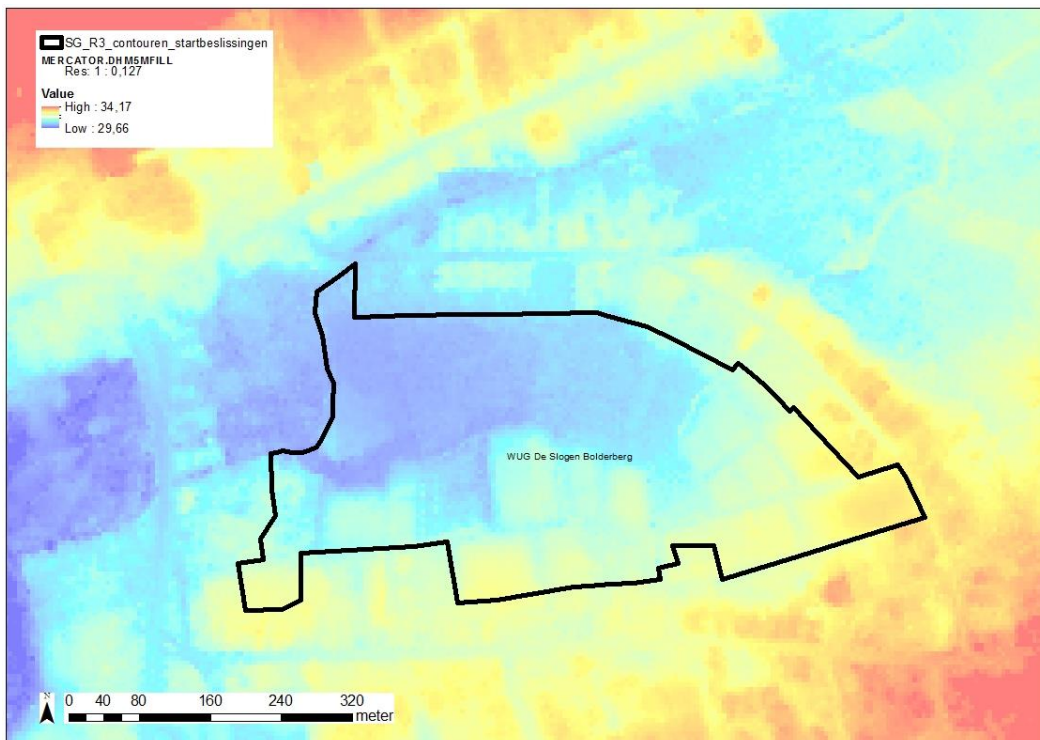 SG_R3_contouren_startbeslissingen
MERCATOR.DHM5MFILL
Res: 1 : 0,127
Value
High : 34,17
Low : 29,66
WUG De Slogen Bolderberg
N
0 40 80 160 240 320
meter